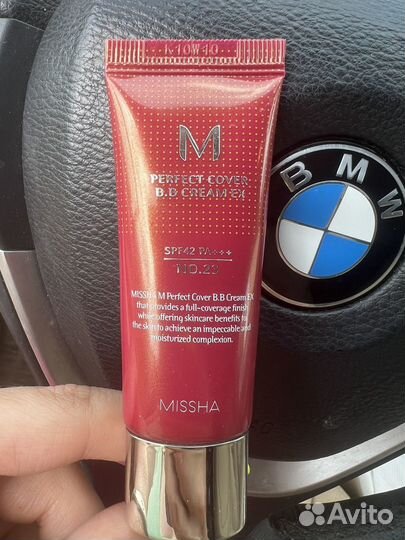 M
PERFECT COVER
B.B CREAM EX
SPF42 PA+++
NO.23
MISSHA M Perfect Cover B.B Cream EX
that provides a full-coverage finish
while offering skincare benefits for
the skin to achieve an impeccable and
moisturized complexion.
MISSHA
BMW
Avito